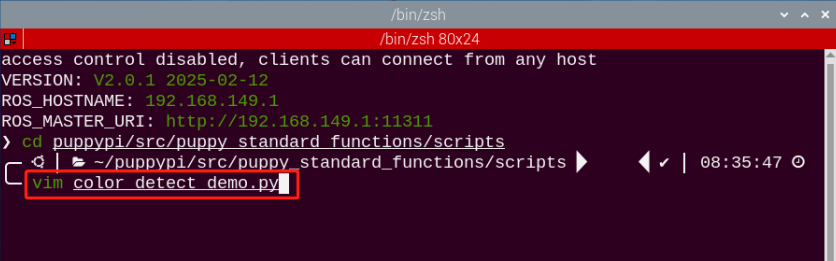 /bin/zsh
/bin/zsh 80x24
access control disabled, clients can connect from any host
VERSION: V2.0.1 2025-02-12
ROS_HOSTNAME: 192.168.149.1
ROS_MASTER_URI: http://192.168.149.1:11311
❯ cd puppypi/src/puppy_standard_functions/scripts
~/puppypi/src/puppy_standard_functions/scripts ✔ | 08:35:47
vim color_detect_demo.py